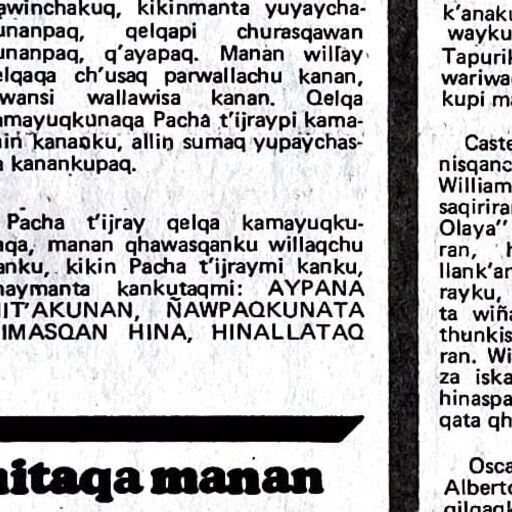 awinchakuq, kikinmanta yuyaycha-
unanpaq, qelqapi churasqawan
unanpaq, q'ayapaq. Manan willay
elqaqa ch'usaq parwallachu kanan,
wansi wallawisa kanan. Qelqa
amayuqkunaqa Pacha t'ijraypi kama-
nin kananku, allin sumaq yupaychas-
a kanankupaq.
Pacha t'ijray qelqa kamayuqku-
aqa, manan qhawasqanku willaqchu
anku, kikin Pacha t'ijraymi kanku,
haymanta kankutaqmi: AYPANA
IIT'AKUNAN, ÑAWPAQKUNATA
IMASQAN HINA, HINALLATAQ
nitaqa manan
k'anaku
wayku
Tapurik
wariwa
kupi ma
Caste
nisqanc
William
saqirira
Olaya"
ran, h
llank'an
rayku,
ta wiña
thunkis
ran. Wi
za iska
hinaspa
qata qh
Osca
Alberto
qilqaqk